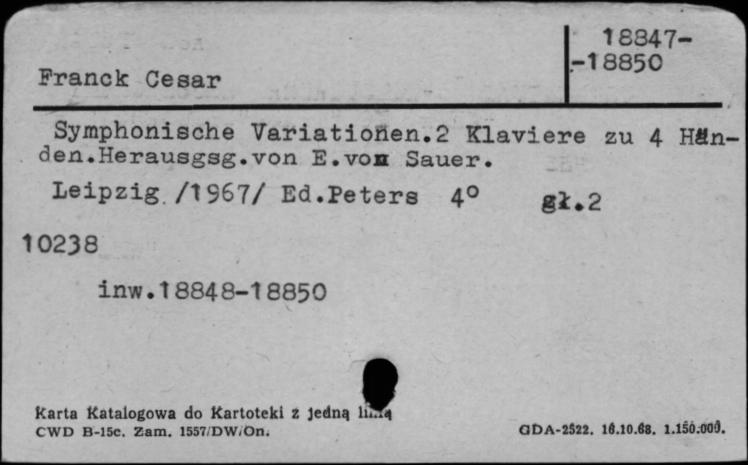 18847-
-18850
Franck Cesar
Symphonische Variationen.2 Klaviere zu 4 Hän-
den.Herausgsg.von E.von Sauer.
Leipzig /1967/ Ed.Peters 4° gł.2
10238
inw.18848-18850
Karta Katalogowa do Kartoteki z jedną linią
CWD B-15c. Zam. 1557/DW/On.
GDA-2522. 16.10.68. 1.150.000.